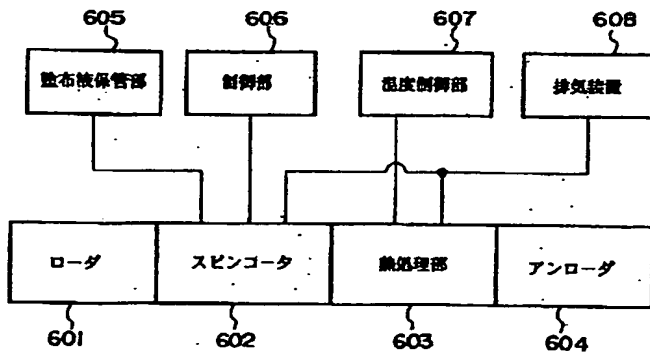 605
606
607
608
塗布液保管部
制御部
温度制御部
排気装置
ローダ
スピンコータ
熱処理部
アンローダ
601
602
603
604